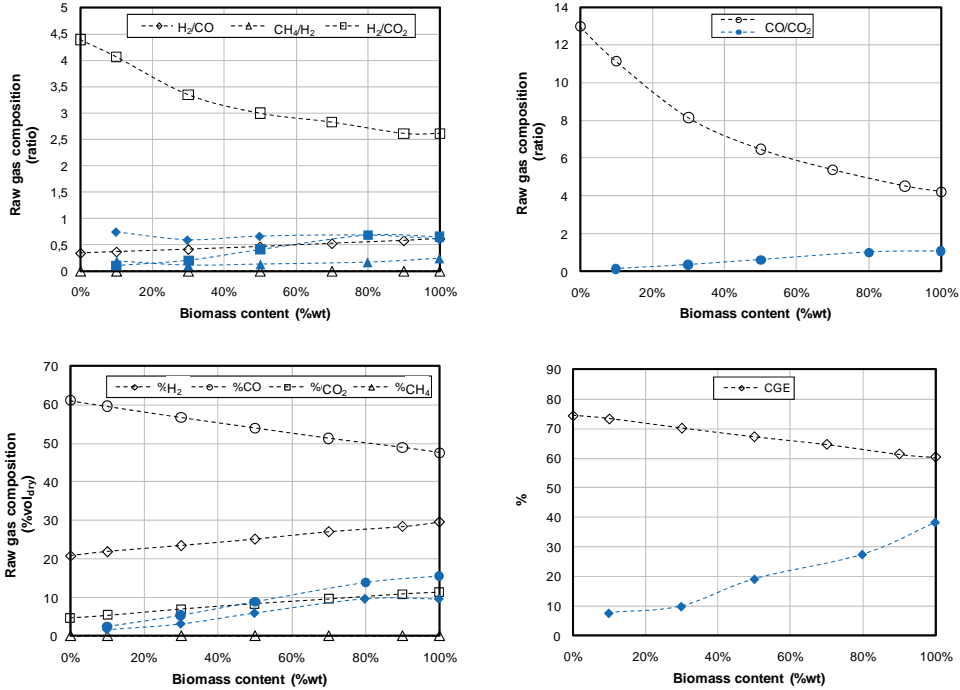 H2/CO CH4/H2 H2/CO2
Raw gas composition
(ratio)
5
4,5
4
3,5
3
2,5
2
1,5
1
0,5
0
0% 20% 40% 60% 80% 100%
Biomass content (%wt)
CO/CO2
Raw gas composition
(ratio)
14
12
10
8
6
4
2
0
0% 20% 40% 60% 80% 100%
Biomass content (%wt)
%H2 %CO %CO2 %CH4
Raw gas composition
(%voldry)
70
60
50
40
30
20
10
0
0% 20% 40% 60% 80% 100%
Biomass content (%wt)
CGE
%
90
80
70
60
50
40
30
20
10
0
0% 20% 40% 60% 80% 100%
Biomass content (%wt)